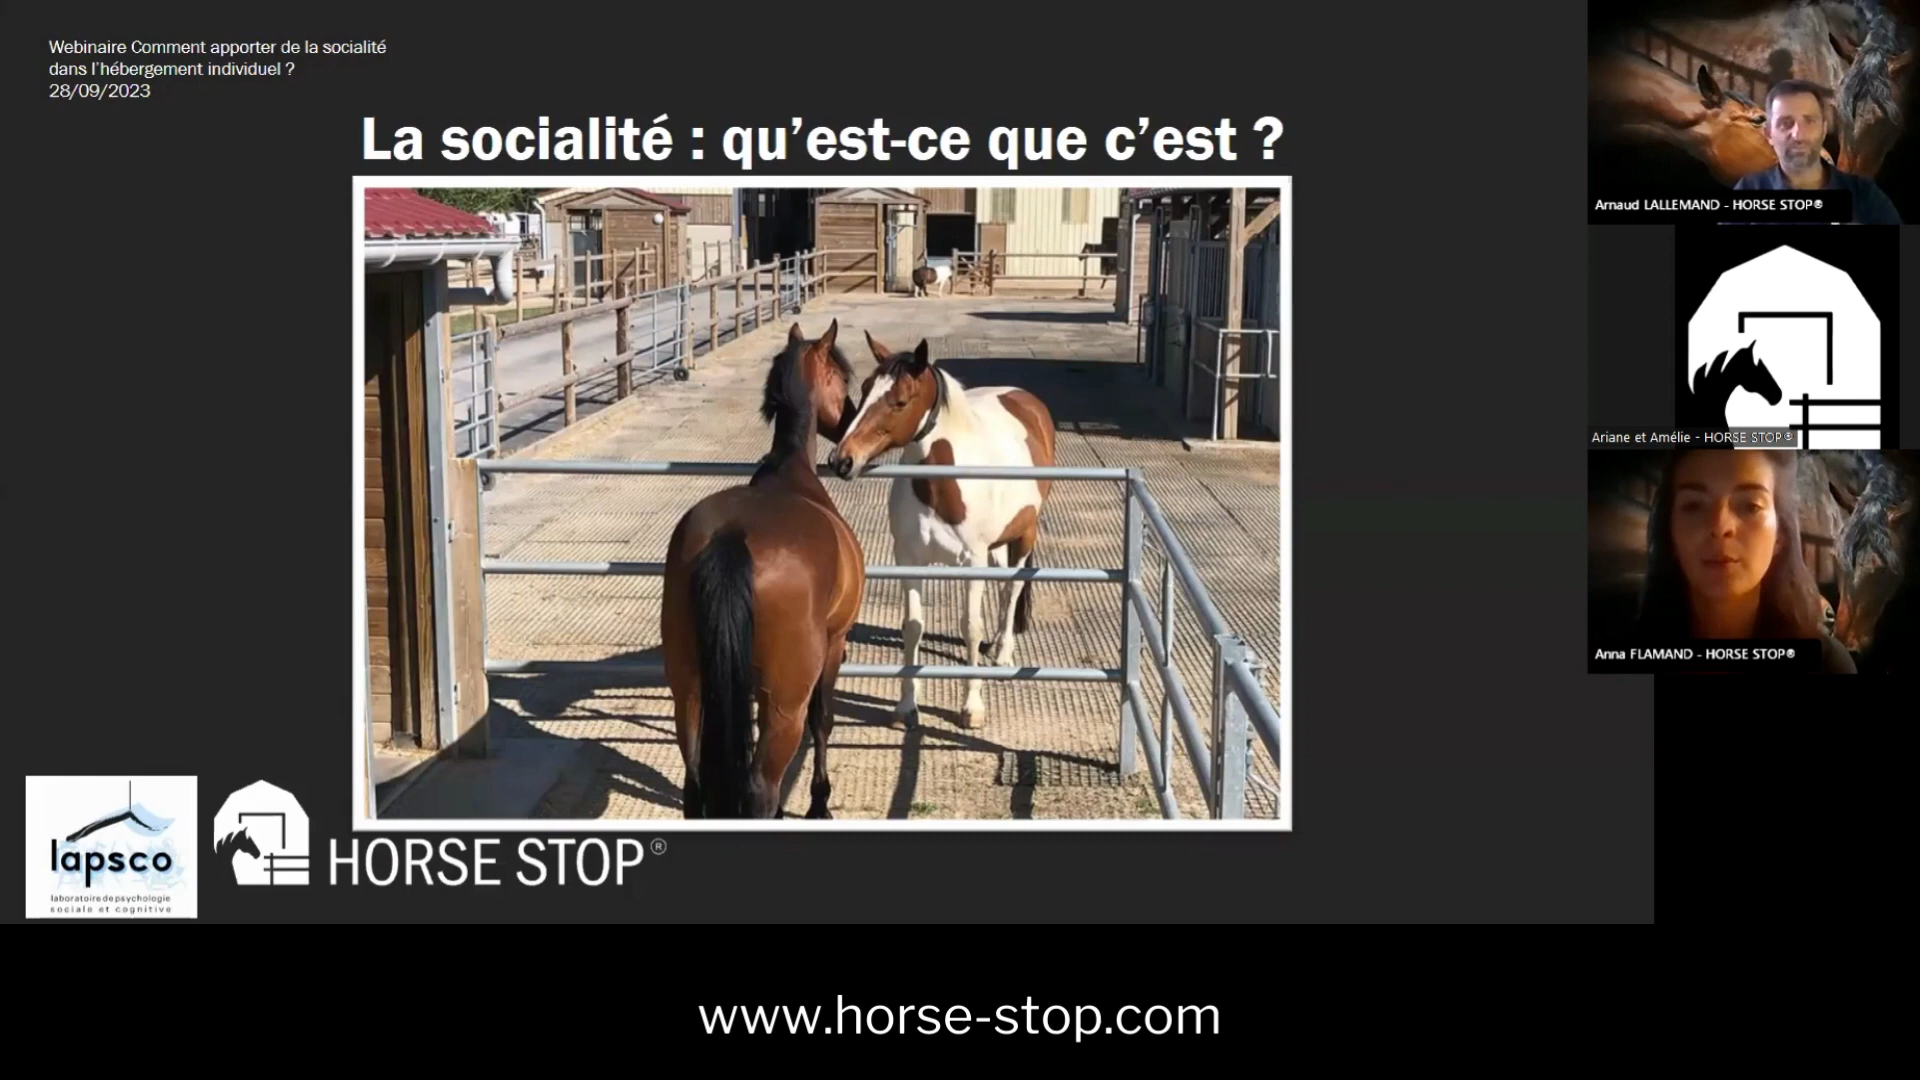 Webinaire Comment apporter de la socialité
dans l'hébergement individuel ?
28/09/2023
La socialité : qu'est-ce que c'est ?
Arnaud LALLEMAND - HORSE STOP®
Ariane et Amélie - HORSE STOP®
Anna FLAMAND - HORSE STOP®
lapsco
laboratoire de psychologie
sociale et cognitive
HORSE STOP®
www.horse-stop.com